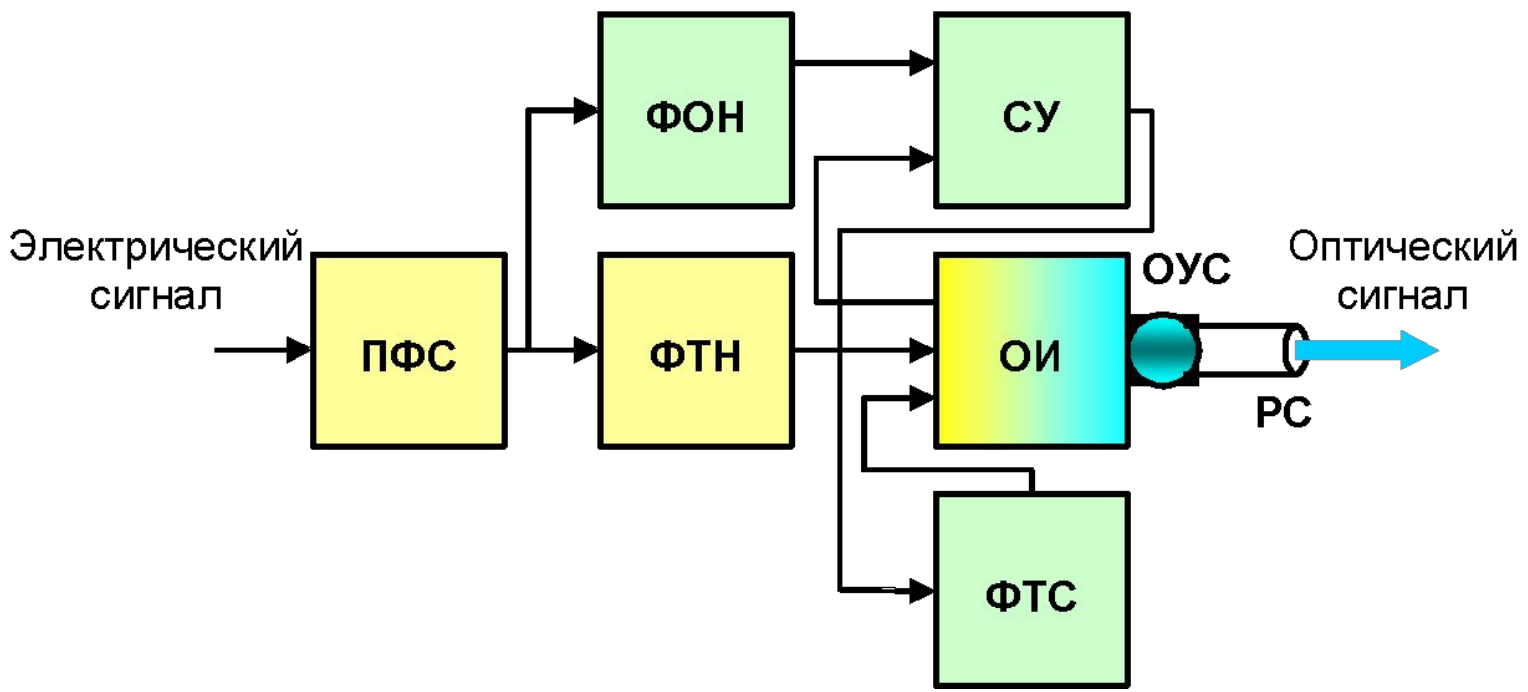 ФОН
СУ
Электрический
сигнал
ПФС
ФТН
ОИ
ОУС
РС
Оптический
сигнал
ФТС